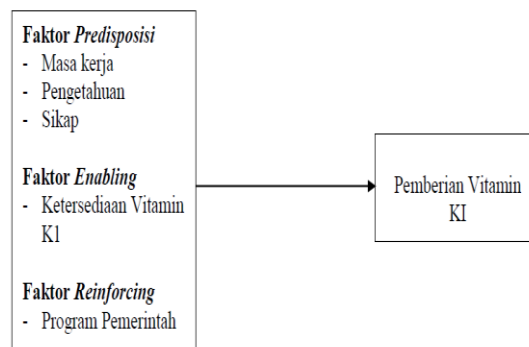 Faktor Predisposisi
- Masa kerja
- Pengetahuan
- Sikap
Faktor Enabling
- Ketersediaan Vitamin
K1
Faktor Reinforcing
- Program Pemerintah
Pemberian Vitamin
KI